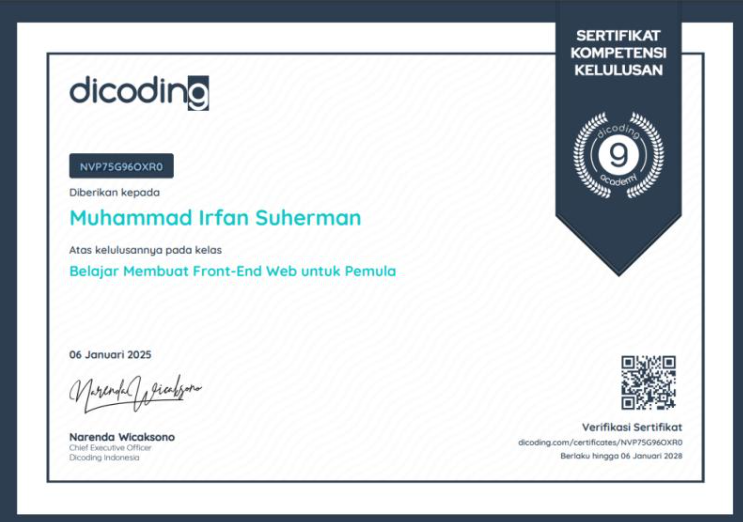 SERTIFIKAT
KOMPETENSI
KELULUSAN
dicoding
dicoding
9
academy
NVP75G96OXR0
Diberikan kepada
Muhammad Irfan Suherman
Atas kelulusannya pada kelas
Belajar Membuat Front-End Web untuk Pemula
06 Januari 2025
Narenda Wicaksono
Narenda Wicaksono
Chief Executive Officer
Dicoding Indonesia
Verifikasi Sertifikat
dicoding.com/certificates/NVP75G96OXR0
Berlaku hingga 06 Januari 2028